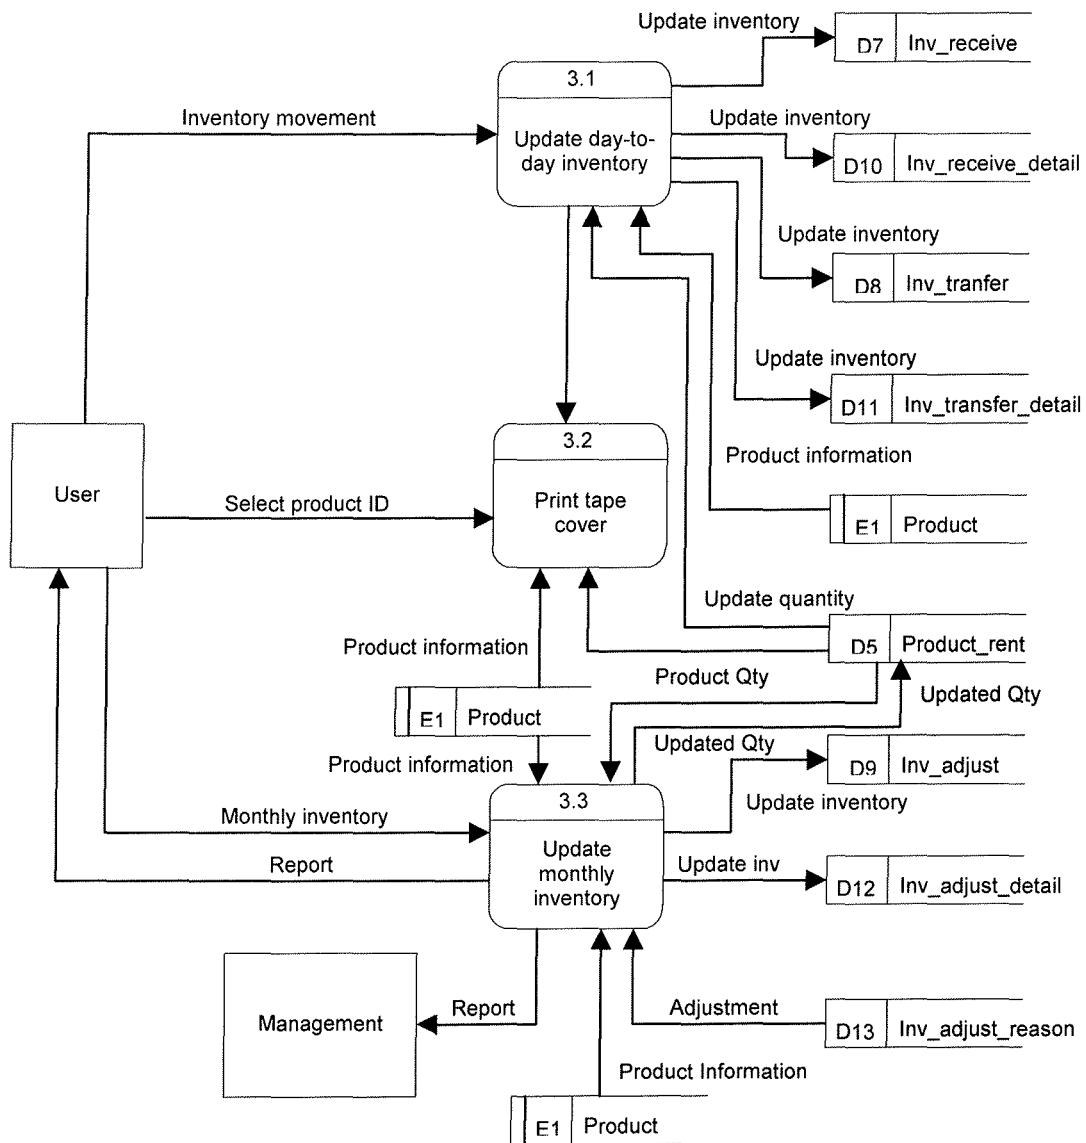 Update inventory
D7 Inv_receive
3.1
Update day-to-
day inventory
Inventory movement
Update inventory
D10 Inv_receive_detail
Update inventory
D8 Inv_tranfer
Update inventory
D11 Inv_transfer_detail
3.2
Print tape
cover
User
Select product ID
Product information
E1 Product
Update quantity
D5 Product_rent
Product information
Product Qty
Updated Qty
E1 Product
Product information
Updated Qty
D9 Inv_adjust
Update inventory
3.3
Update
monthly
inventory
Monthly inventory
Report
Update inv
D12 Inv_adjust_detail
Management
Report
Adjustment
D13 Inv_adjust_reason
Product Information
E1 Product